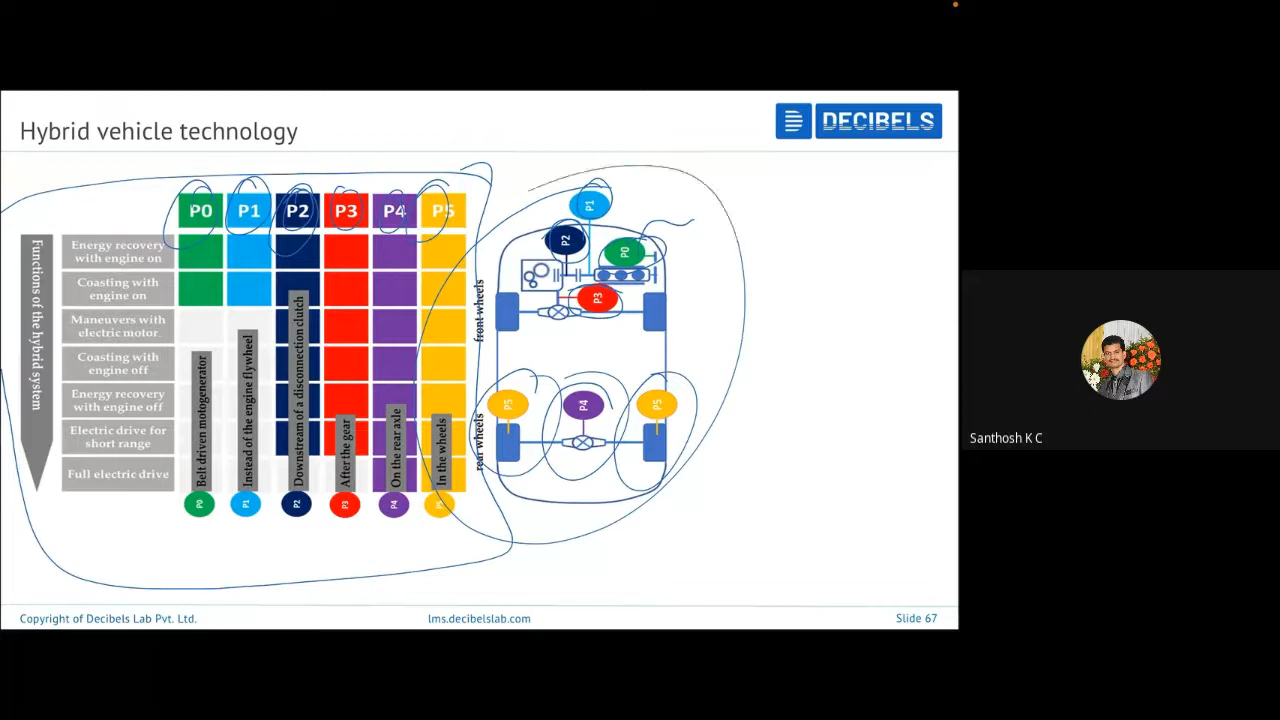 Hybrid vehicle technology
DECIBELS
P0 P1 P2 P3 P4 P5
Functions of the hybrid system
Energy recovery
with engine on
Coasting with
engine on
Maneuvers with
electric motor
Coasting with
engine off
Energy recovery
with engine off
Electric drive for
short range
Full electric drive
Belt driven motogenerator
Instead of the engine flywheel
Downstream of a disconnection clutch
After the gear
On the rear axle
In the wheels
P0 P1 P2 P3 P4 P5
front wheels
rear wheels
P1
P2
P0
P3
P5
P4
P5
Santhosh K C
Copyright of Decibels Lab Pvt. Ltd.
lms.decibelslab.com
Slide 67